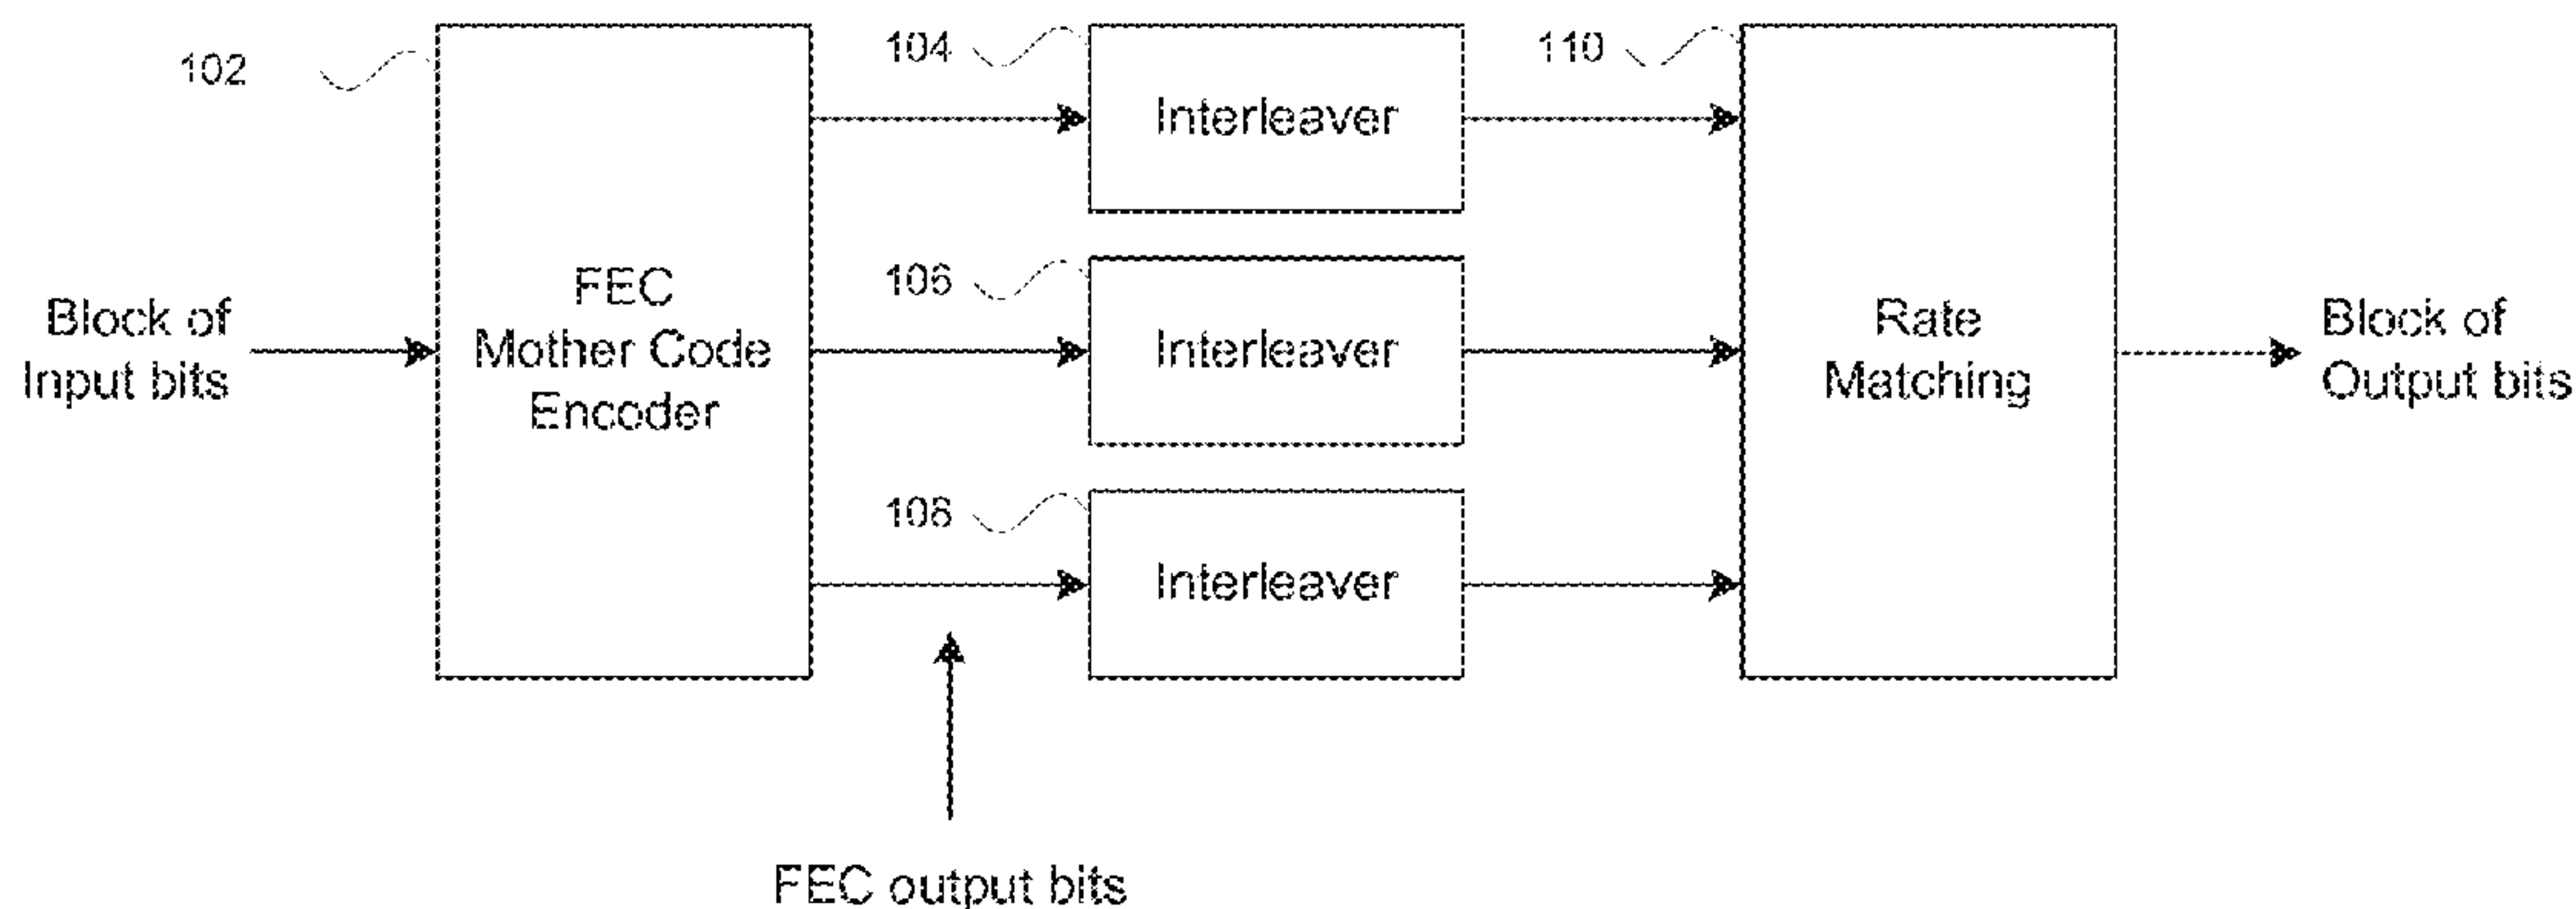 102
104
110
Interleaver
FEC
Mother Code
Encoder
106
Interleaver
Block of
Input bits
Rate
Matching
Block of
Output bits
108
Interleaver
FEC output bits